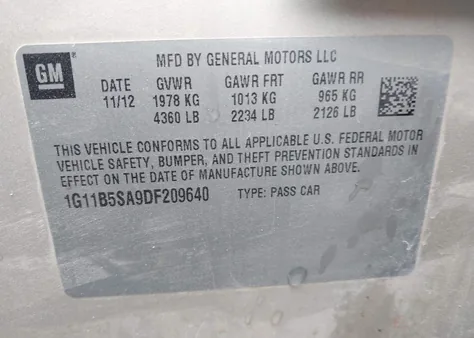 GM
MFD BY GENERAL MOTORS LLC
DATE GVWR GAWR FRT GAWR RR
11/12 1978 KG 1013 KG 965 KG
4360 LB 2234 LB 2126 LB
THIS VEHICLE CONFORMS TO ALL APPLICABLE U.S. FEDERAL MOTOR
VEHICLE SAFETY, BUMPER, AND THEFT PREVENTION STANDARDS IN
EFFECT ON THE DATE OF MANUFACTURE SHOWN ABOVE.
1G11B5SA9DF209640 TYPE: PASS CAR